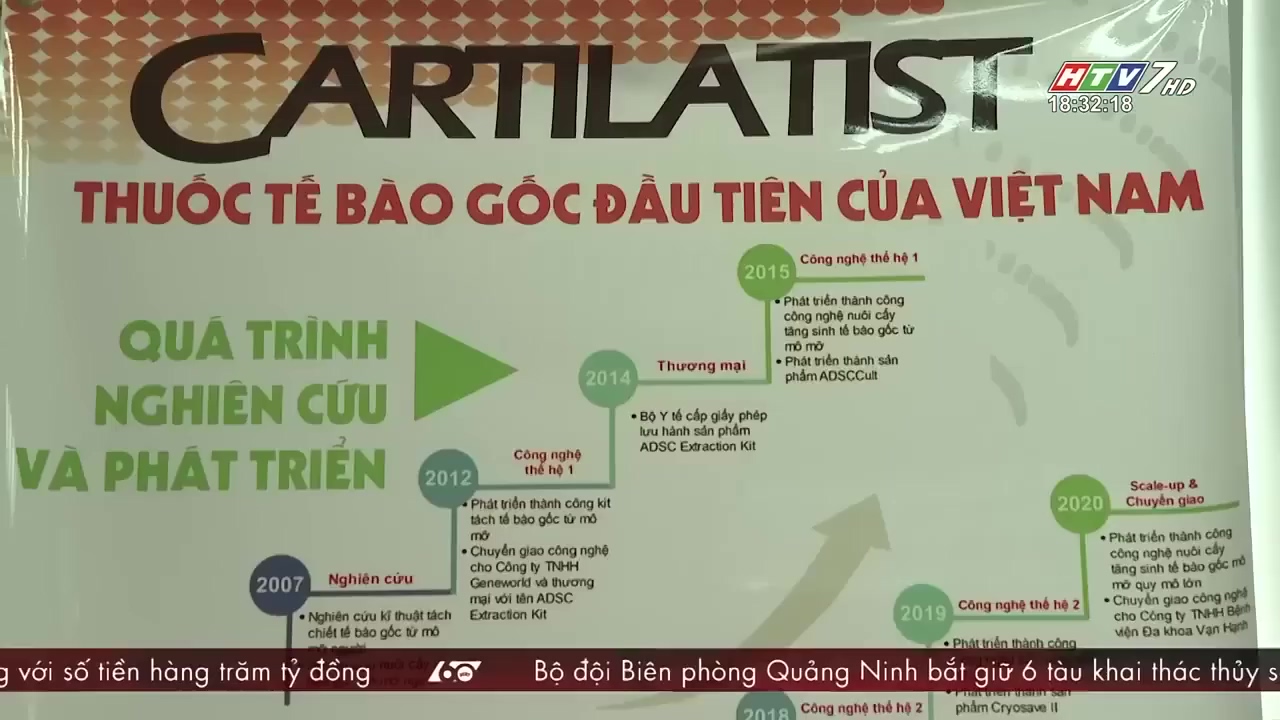 CARTILATIST
HTV7 HD
18:32:18
THUỐC TẾ BÀO GỐC ĐẦU TIÊN CỦA VIỆT NAM
QUÁ TRÌNH
NGHIÊN CỨU
VÀ PHÁT TRIỂN
2015
Công nghệ thế hệ 1
• Phát triển thành công
công nghệ nuôi cấy
tăng sinh tế bào gốc từ
mô mỡ
• Phát triển thành sản
phẩm ADSCCult
2014
Thương mại
• Bộ Y tế cấp giấy phép
lưu hành sản phẩm
ADSC Extraction Kit
2012
Công nghệ
thế hệ 1
• Phát triển thành công kit
tách tế bào gốc từ mô
mỡ
• Chuyển giao công nghệ
cho Công ty TNHH
Geneworld và thương
mại với tên ADSC
Extraction Kit
2007
Nghiên cứu
• Nghiên cứu kĩ thuật tách
chiết tế bào gốc từ mô
mỡ người
2020
Scale-up &
Chuyển giao
• Phát triển thành công
công nghệ nuôi cấy
tăng sinh tế bào gốc mô
mỡ quy mô lớn
• Chuyển giao công nghệ
cho Công ty TNHH Bệnh
viện Đa khoa Vạn Hạnh
2019
Công nghệ thế hệ 2
• Phát triển thành công
• Phát triển thành sản
phẩm Cryosave II
2018
Công nghệ thế hệ 2
g với số tiền hàng trăm tỷ đồng 60 giây Bộ đội Biên phòng Quảng Ninh bắt giữ 6 tàu khai thác thủy s